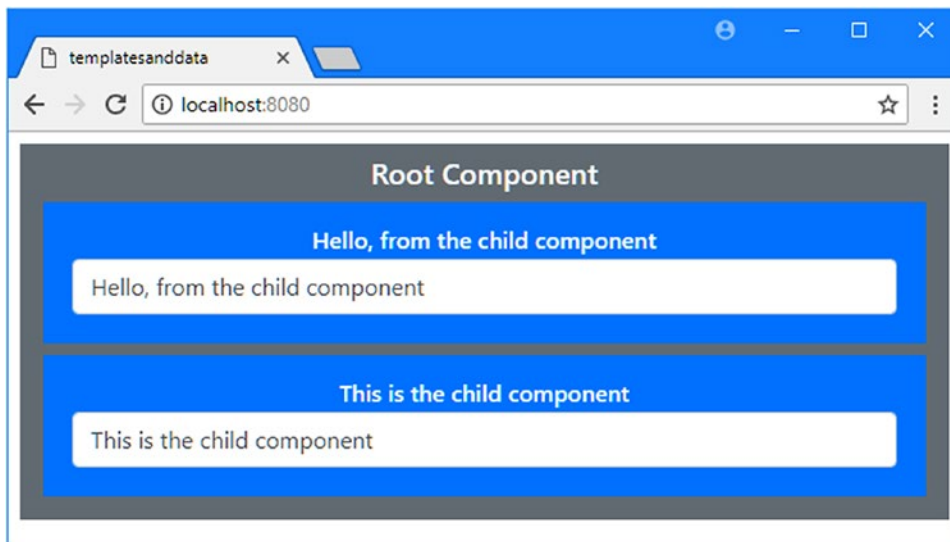 templatesanddata
localhost:8080
Root Component
Hello, from the child component
Hello, from the child component
This is the child component
This is the child component